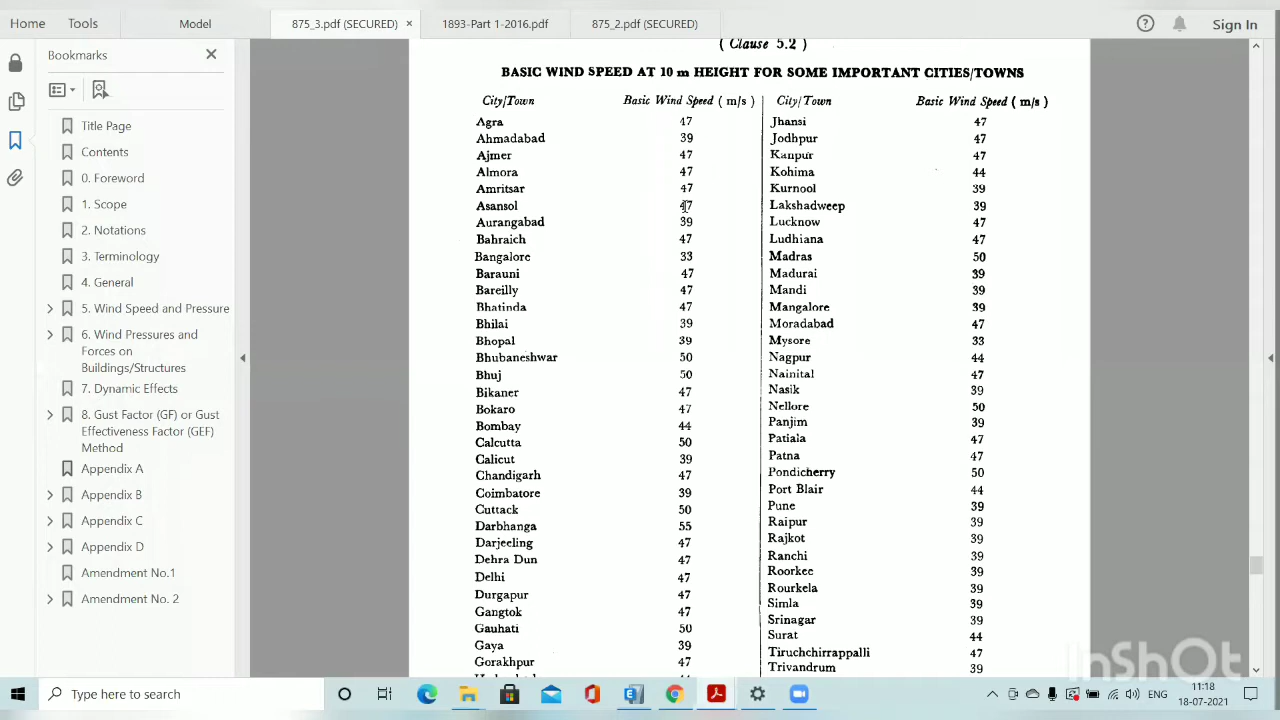 Home
Tools
Model
875_3.pdf (SECURED)
×
1893-Part 1-2016.pdf
875_2.pdf (SECURED)
Sign In
Bookmarks
Title Page
Contents
0. Foreword
1. Scope
2. Notations
3. Terminology
4. General
5. Wind Speed and Pressure
6. Wind Pressures and
Forces on
Buildings/Structures
7. Dynamic Effects
8. Gust Factor (GF) or Gust
Effectiveness Factor (GEF)
Method
Appendix A
Appendix B
Appendix C
Appendix D
Amendment No.1
Amendment No. 2
( Clause 5.2 )
BASIC WIND SPEED AT 10 m HEIGHT FOR SOME IMPORTANT CITIES/TOWNS
City/Town Basic Wind Speed ( m/s )
Agra 47
Ahmadabad 39
Ajmer 47
Almora 47
Amritsar 47
Asansol 47
Aurangabad 39
Bahraich 47
Bangalore 33
Barauni 47
Bareilly 47
Bhatinda 47
Bhilai 39
Bhopal 39
Bhubaneshwar 50
Bhuj 50
Bikaner 47
Bokaro 47
Bombay 44
Calcutta 50
Calicut 39
Chandigarh 47
Coimbatore 39
Cuttack 50
Darbhanga 55
Darjeeling 47
Dehra Dun 47
Delhi 47
Durgapur 47
Gangtok 47
Gauhati 50
Gaya 39
Gorakhpur 47
City/Town Basic Wind Speed ( m/s )
Jhansi 47
Jodhpur 47
Kanpur 47
Kohima 44
Kurnool 39
Lakshadweep 39
Lucknow 47
Ludhiana 47
Madras 50
Madurai 39
Mandi 39
Mangalore 39
Moradabad 47
Mysore 33
Nagpur 44
Nainital 47
Nasik 39
Nellore 50
Panjim 39
Patiala 47
Patna 47
Pondicherry 50
Port Blair 44
Pune 39
Raipur 39
Rajkot 39
Ranchi 39
Roorkee 39
Rourkela 39
Simla 39
Srinagar 39
Surat 44
Tiruchchirrappalli 47
Trivandrum 39
InShOt
Type here to search
ENG
11:18
18-07-2021